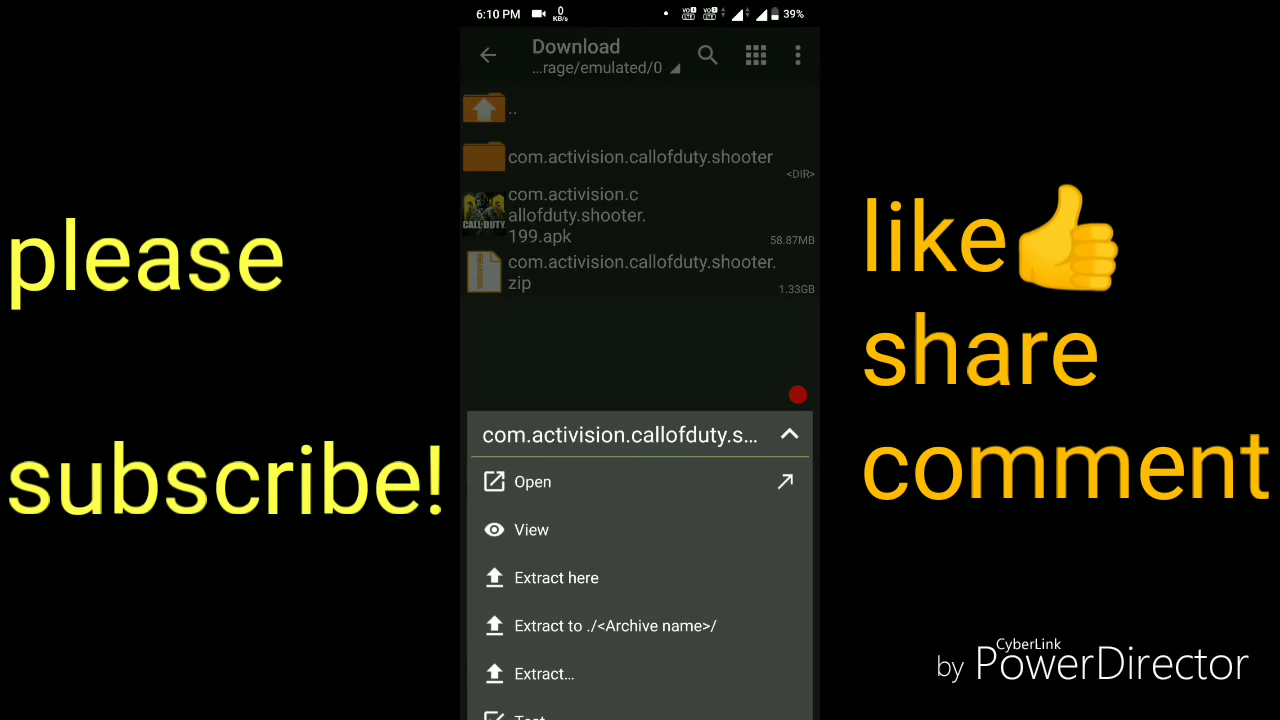 6:10 PM 0 KB/s 39%
Download
...rage/emulated/0
..
com.activision.callofduty.shooter
<DIR>
com.activision.c
allofduty.shooter.
199.apk
58.87MB
com.activision.callofduty.shooter.
zip
1.33GB
com.activision.callofduty.s...
Open
View
Extract here
Extract to ./<Archive name>/
Extract...
please
subscribe!
like👍
share
comment
CyberLink
by PowerDirector